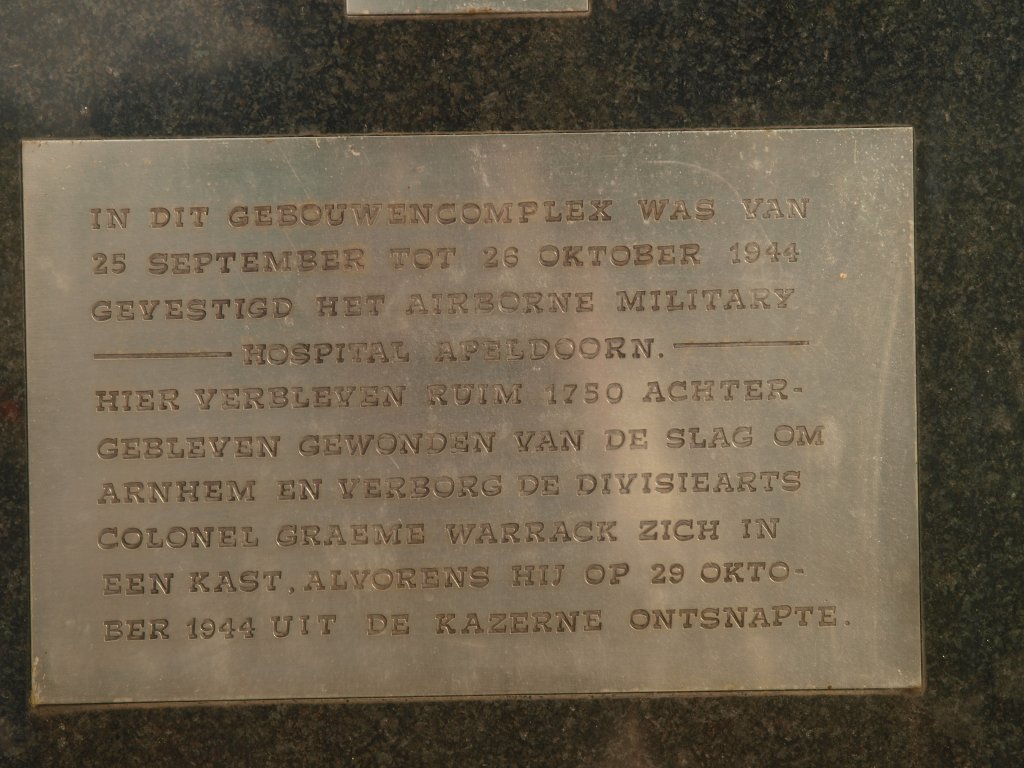 IN DIT GEBOUWENCOMPLEX WAS VAN
25 SEPTEMBER TOT 26 OKTOBER 1944
GEVESTIGD HET AIRBORNE MILITARY
HOSPITAL APELDOORN.
HIER VERBLEVEN RUIM 1750 ACHTER-
GEBLEVEN GEWONDEN VAN DE SLAG OM
ARNHEM EN VERBORG DE DIVISIEARTS
COLONEL GRAEME WARRACK ZICH IN
EEN KAST, ALVORENS HIJ OP 29 OKTO-
BER 1944 UIT DE KAZERNE ONTSNAPTE.